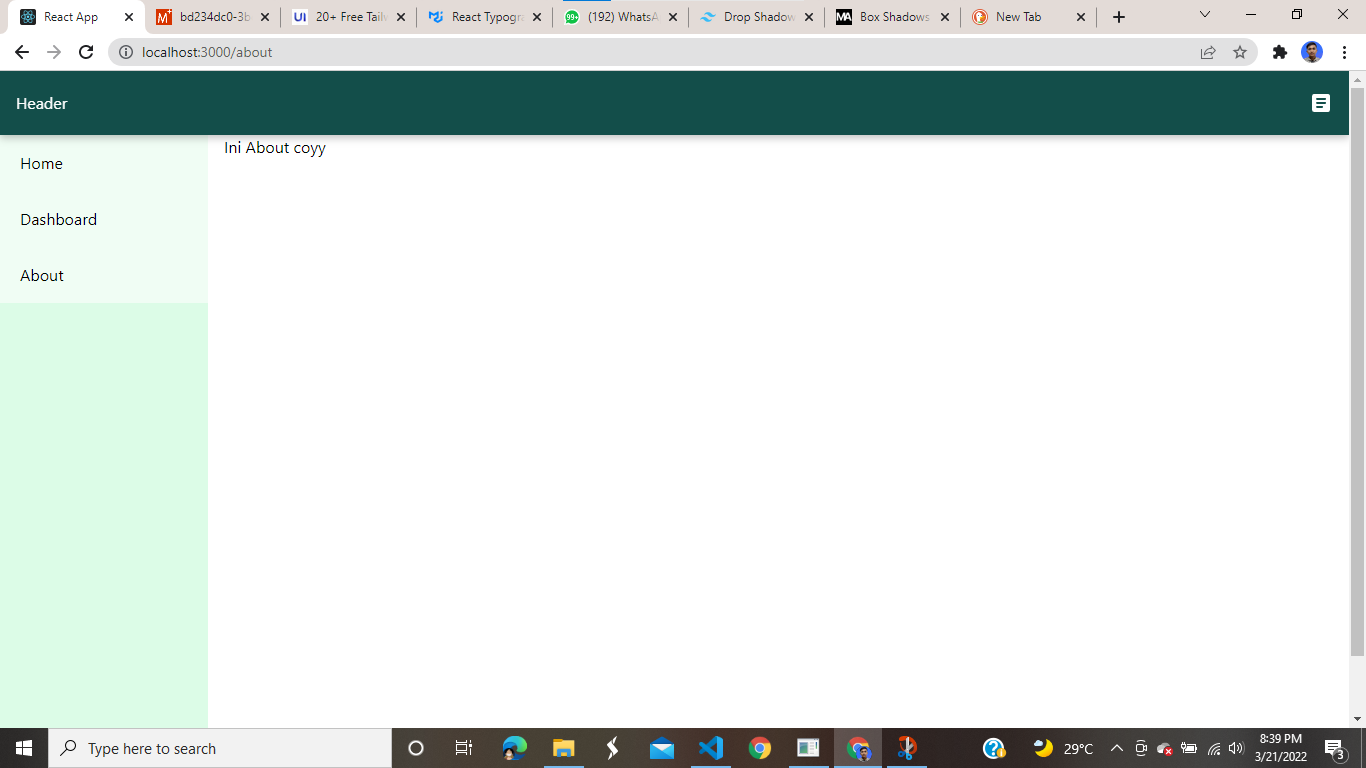 React App
bd234dc0-3b
20+ Free Tail
React Typogr
99+ (192) WhatsA
Drop Shadow
MA Box Shadows
New Tab
localhost:3000/about
Header
Home
Dashboard
About
Ini About coyy
Type here to search
29°C
8:39 PM
3/21/2022
3